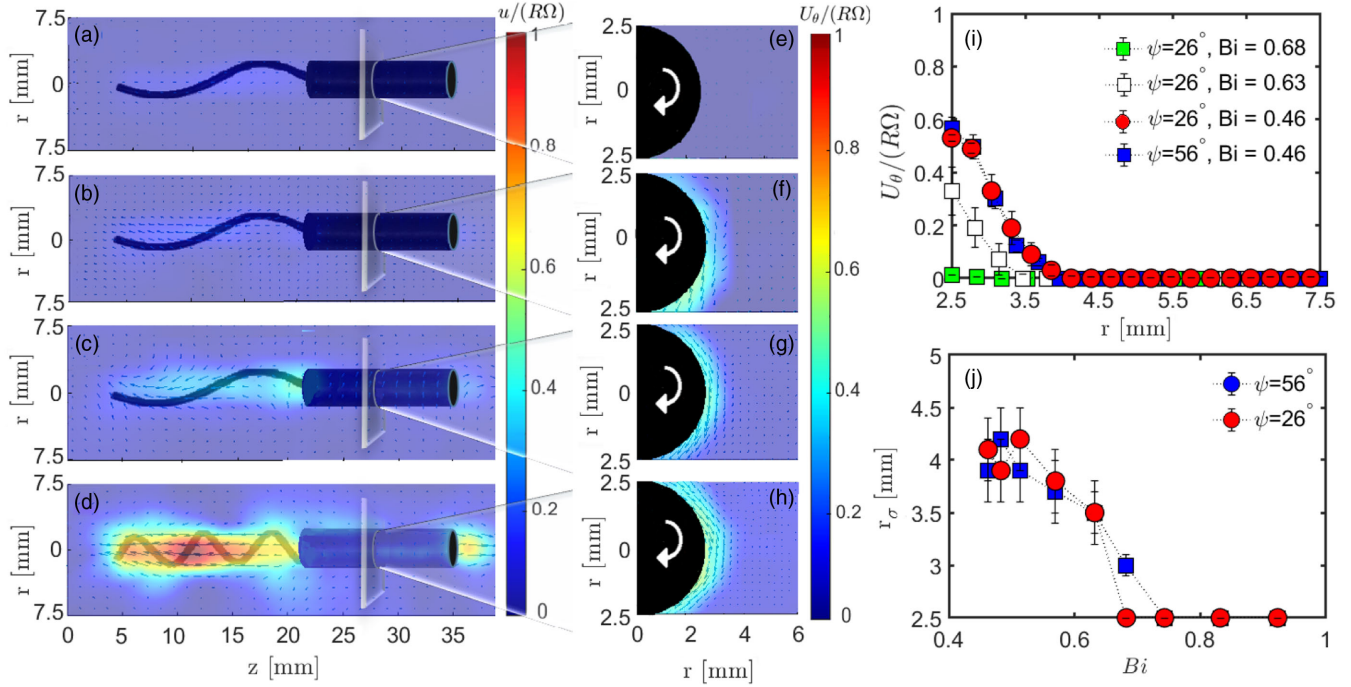 u/(RΩ)
7.5
(a)
r [mm]
0
7.5
(b)
r [mm]
0
7.5
(c)
r [mm]
0
7.5
(d)
r [mm]
0
7.5
0 5 10 15 20 25 30 35
z [mm]
1
0.8
0.6
0.4
0.2
0
U_θ/(RΩ)
2.5
(e)
r [mm]
0
2.5
(f)
r [mm]
0
2.5
2.5
(g)
r [mm]
0
2.5
2.5
(h)
r [mm]
0
2.5
0 2 4 6
r [mm]
1
0.8
0.6
0.4
0.2
0
(i)
U_θ/(RΩ)
1
0.8
0.6
0.4
0.2
0
ψ=26°, Bi = 0.68
ψ=26°, Bi = 0.63
ψ=26°, Bi = 0.46
ψ=56°, Bi = 0.46
2.5 3.5 4.5 5.5 6.5 7.5
r [mm]
(j)
r_σ [mm]
5
4.5
4
3.5
3
2.5
ψ=56°
ψ=26°
0.4 0.6 0.8 1
Bi